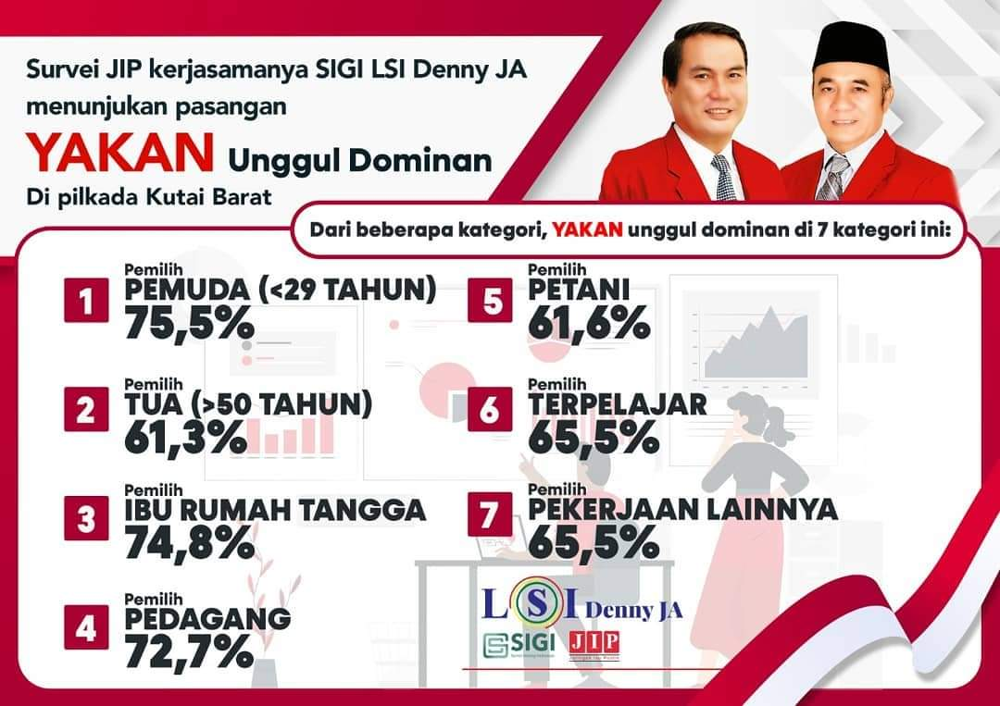 Survei JIP kerjasamanya SIGI LSI Denny JA
menunjukan pasangan
YAKAN Unggul Dominan
Di pilkada Kutai Barat
Dari beberapa kategori, YAKAN unggul dominan di 7 kategori ini:
1
Pemilih
PEMUDA (<29 TAHUN)
75,5%
2
Pemilih
TUA (>50 TAHUN)
61,3%
3
Pemilih
IBU RUMAH TANGGA
74,8%
4
Pemilih
PEDAGANG
72,7%
5
Pemilih
PETANI
61,6%
6
Pemilih
TERPELAJAR
65,5%
7
Pemilih
PEKERJAAN LAINNYA
65,5%
LSI Denny JA
SIGI
JIP